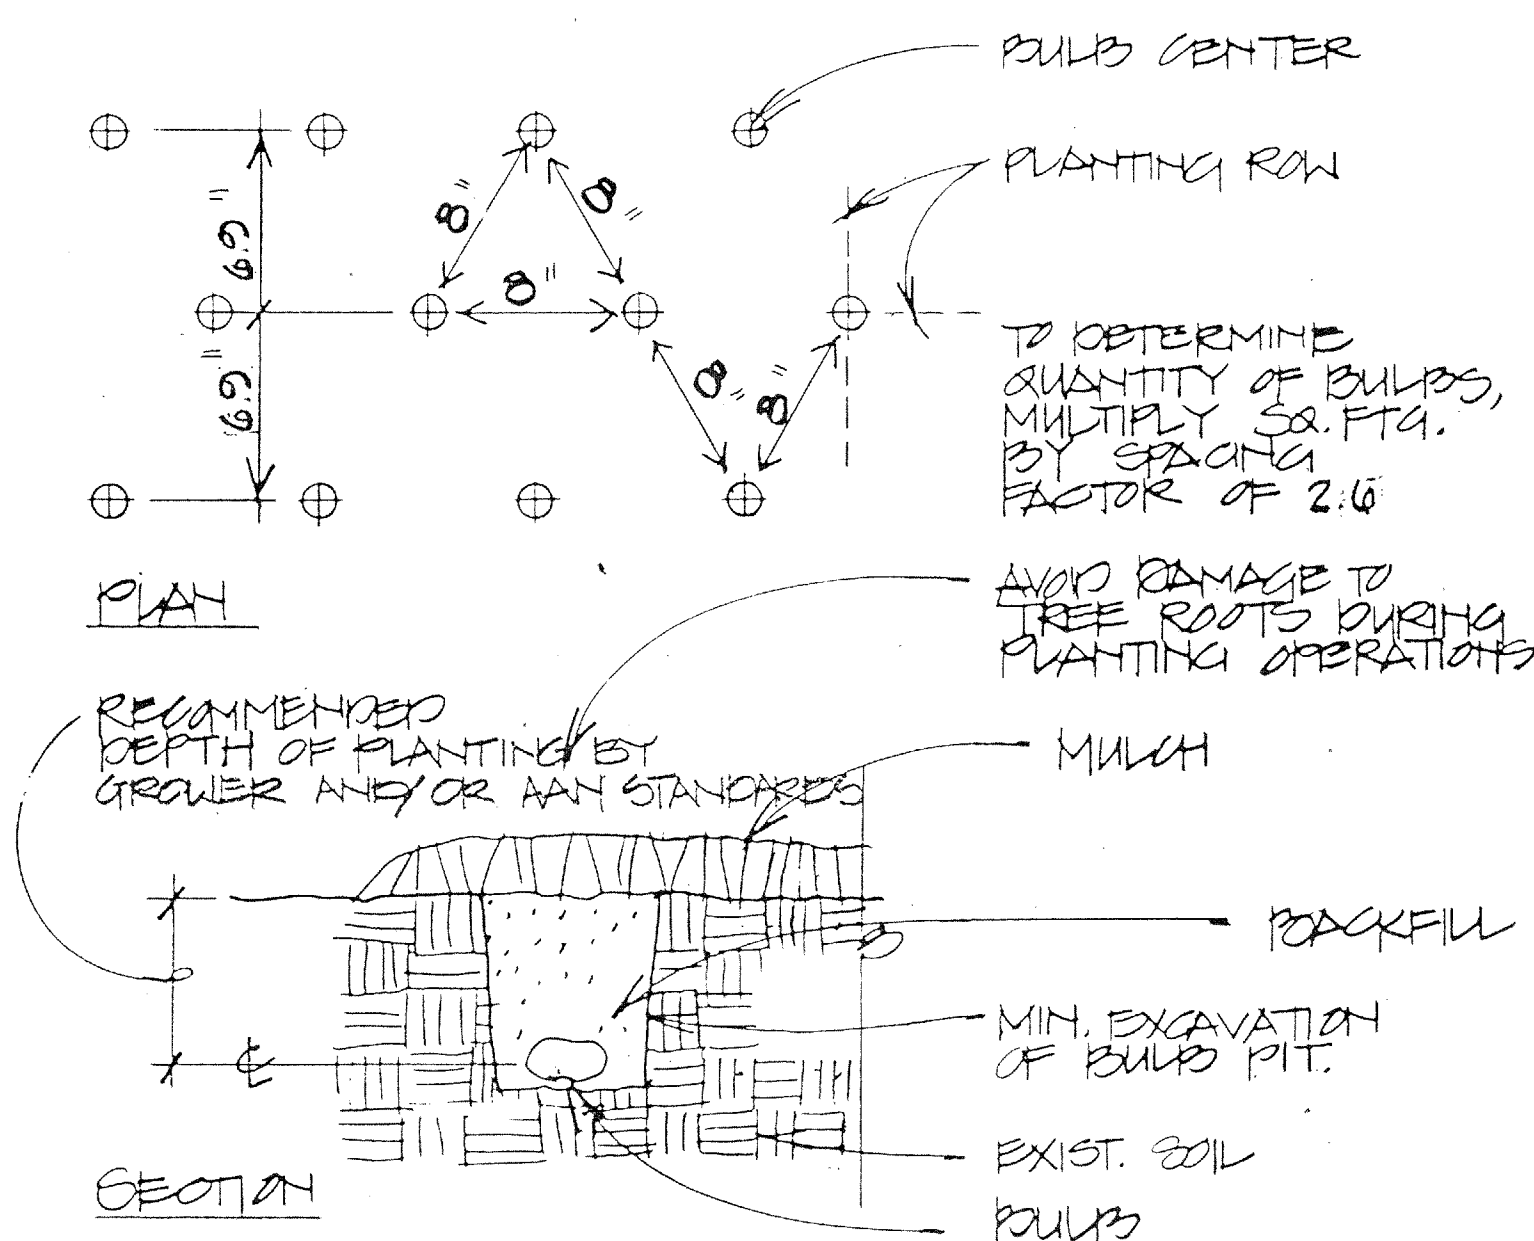 BULB CENTER
PLANTING ROW
8"
8"
8"
8"
8"
6.9"
6.9"
TO DETERMINE
QUANTITY OF BULBS,
MULTIPLY SQ. FTG.
BY SPACING
FACTOR OF 2.6
PLAN
AVOID DAMAGE TO
TREE ROOTS DURING
PLANTING OPERATIONS
RECOMMENDED
DEPTH OF PLANTING BY
GROWER AND/OR AAN STANDARDS
MULCH
BACKFILL
MIN. EXCAVATION
OF BULB PIT.
℄
EXIST. SOIL
SECTION
BULB